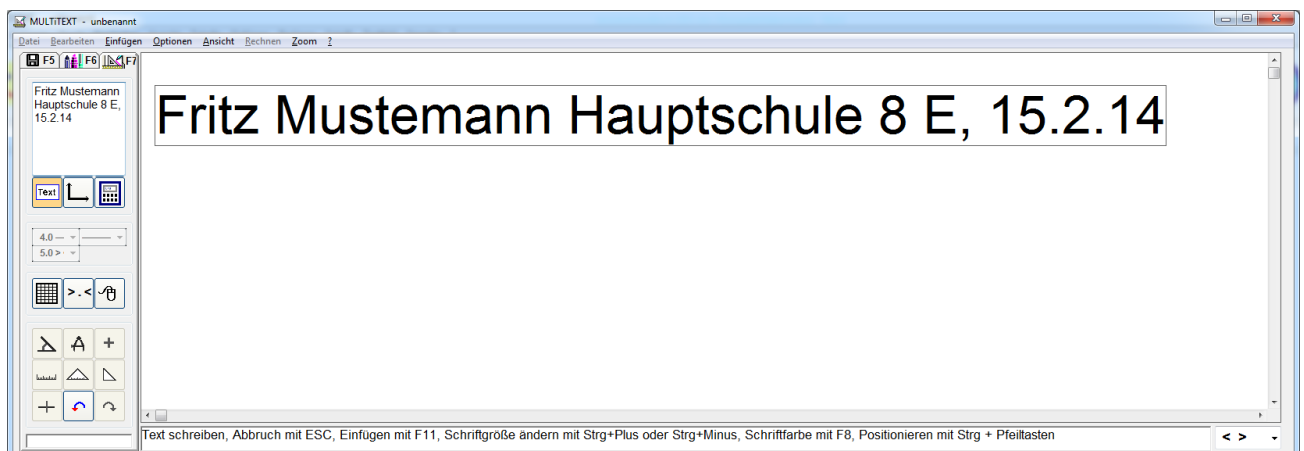 MULTiTEXT - unbenannt
Datei Bearbeiten Einfügen Optionen Ansicht Rechnen Zoom ?
F5 F6 F7
Fritz Mustemann
Hauptschule 8 E,
15.2.14
Fritz Mustemann Hauptschule 8 E, 15.2.14
Text
4.0
5.0 >
> . <
Text schreiben, Abbruch mit ESC, Einfügen mit F11, Schriftgröße ändern mit Strg+Plus oder Strg+Minus, Schriftfarbe mit F8, Positionieren mit Strg + Pfeiltasten
< >